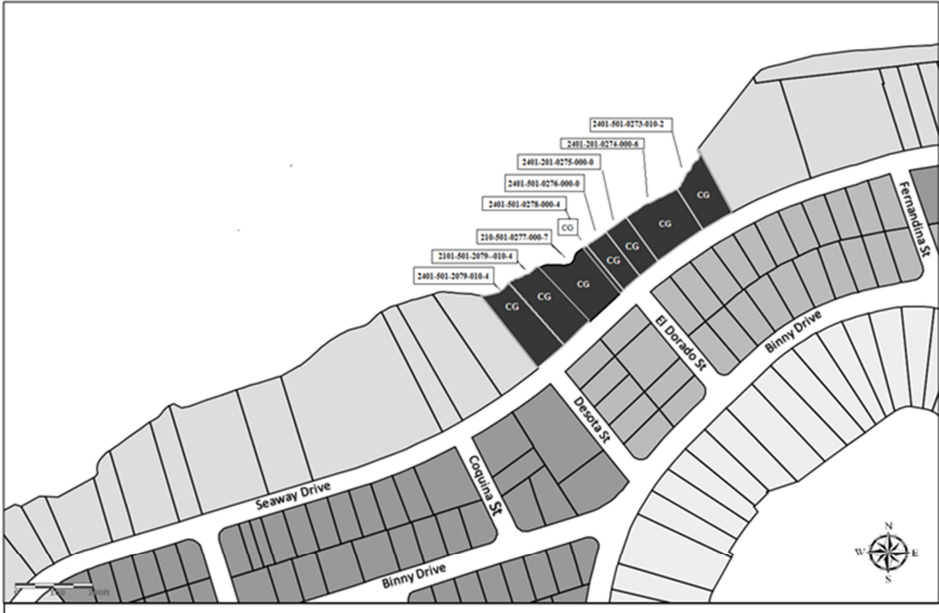 2401-501-0273-010-2
2401-201-0274-000-6
2401-201-0275-000-0
2401-501-0276-000-0
2401-501-0278-000-4
CG
210-501-0277-000-7
2101-501-2079--010-4
2401-501-2079-010-4
CG
CG
CG
CG
CG
CG
CG
Fernandina St
El Dorado St
Binny Drive
Desota St
Coquina St
Seaway Drive
Binny Drive
N
W
E
S